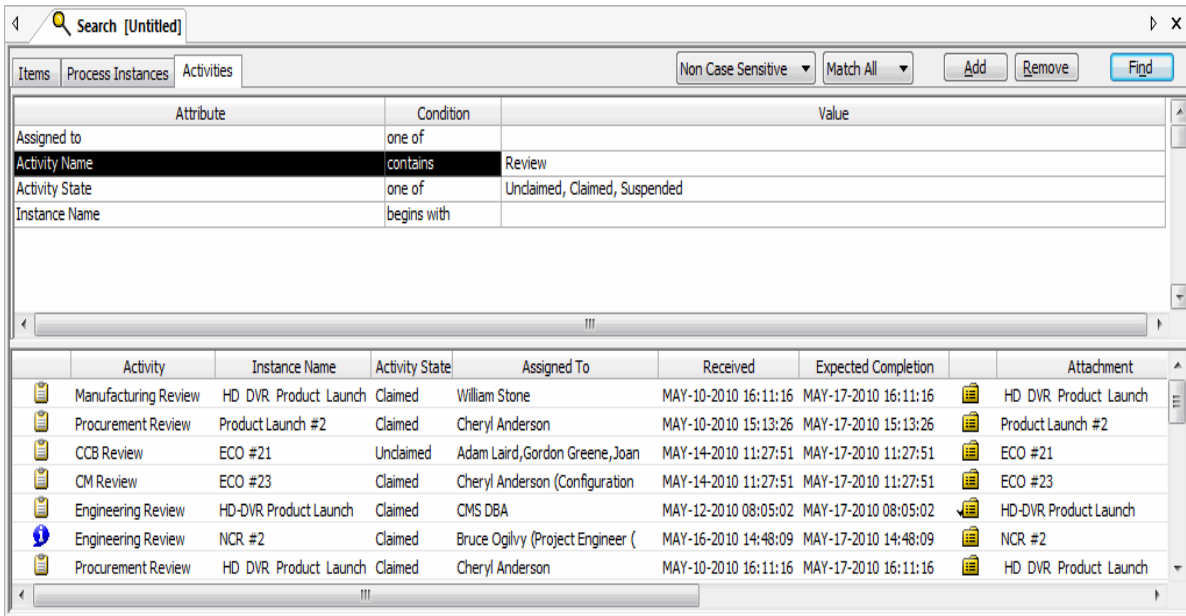 Search [Untitled]
Items Process Instances Activities Non Case Sensitive Match All Add Remove Find
Attribute Condition Value
Assigned to one of
Activity Name contains Review
Activity State one of Unclaimed, Claimed, Suspended
Instance Name begins with
Activity Instance Name Activity State Assigned To Received Expected Completion Attachment
Manufacturing Review HD DVR Product Launch Claimed William Stone MAY-10-2010 16:11:16 MAY-17-2010 16:11:16 HD DVR Product Launch
Procurement Review Product Launch #2 Claimed Cheryl Anderson MAY-10-2010 15:13:26 MAY-17-2010 15:13:26 Product Launch #2
CCB Review ECO #21 Unclaimed Adam Laird,Gordon Greene,Joan MAY-14-2010 11:27:51 MAY-17-2010 11:27:51 ECO #21
CM Review ECO #23 Claimed Cheryl Anderson (Configuration MAY-14-2010 11:27:51 MAY-17-2010 11:27:51 ECO #23
Engineering Review HD-DVR Product Launch Claimed CMS DBA MAY-12-2010 08:05:02 MAY-17-2010 08:05:02 HD-DVR Product Launch
Engineering Review NCR #2 Claimed Bruce Ogilvy (Project Engineer ( MAY-16-2010 14:48:09 MAY-17-2010 14:48:09 NCR #2
Procurement Review HD DVR Product Launch Claimed Cheryl Anderson MAY-10-2010 16:11:16 MAY-17-2010 16:11:16 HD DVR Product Launch